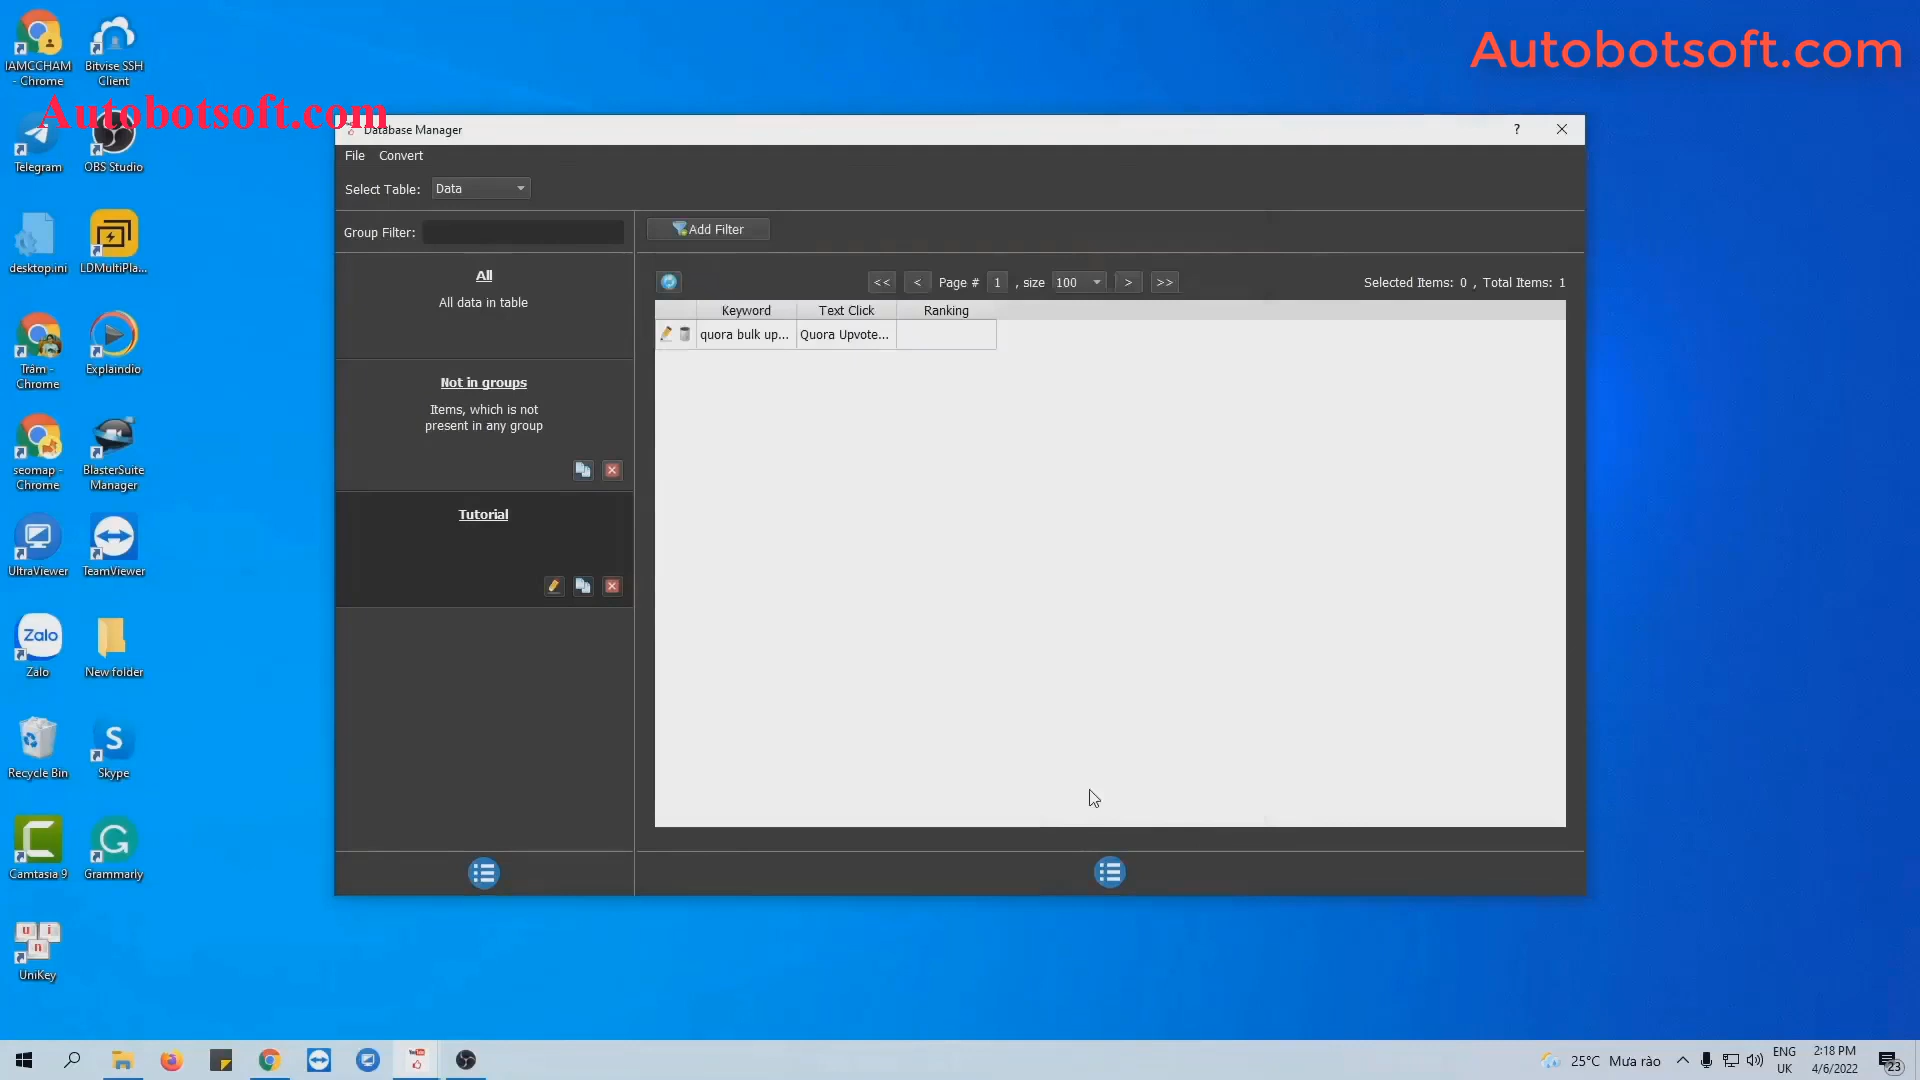 Autobotsoft.com
IAMCCHAM
- Chrome
Bitvise SSH
Client
Autobotsoft.com
Telegram
OBS Studio
desktop.ini
LDMultiPla...
Trâm -
Chrome
Explaindio
seomap -
Chrome
BlasterSuite
Manager
UltraViewer
TeamViewer
Zalo
Zalo
New folder
Recycle Bin
Skype
Camtasia 9
Grammarly
UniKey
Database Manager
?
File Convert
Select Table: Data
Group Filter:
Add Filter
All
All data in table
Not in groups
Items, which is not
present in any group
Tutorial
<< < Page # 1 , size 100 > >>
Selected Items: 0 , Total Items: 1
Keyword Text Click Ranking
quora bulk up... Quora Upvote...
25°C Mưa rào
ENG
UK
2:18 PM
4/6/2022
23